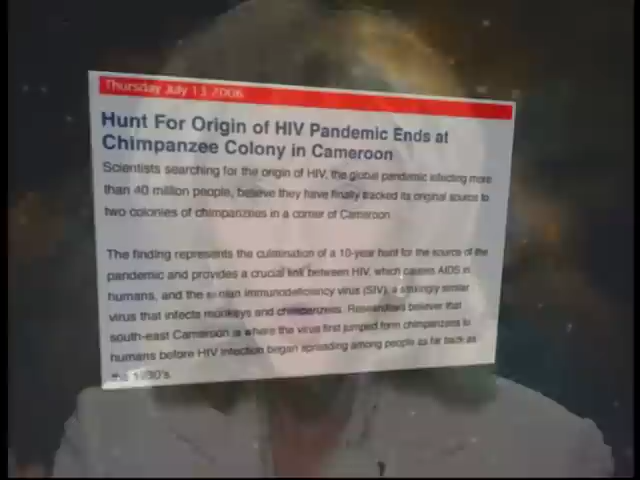 Thursday July 13 2006
Hunt For Origin of HIV Pandemic Ends at
Chimpanzee Colony in Cameroon
Scientists searching for the origin of HIV, the global pandemic infecting more
than 40 million people, believe they have finally tracked its original source to
two colonies of chimpanzees in a corner of Cameroon
The finding represents the culmination of a 10-year hunt for the source of the
pandemic and provides a crucial link between HIV, which causes AIDS in
humans, and the simian immunodeficiency virus (SIV), a strikingly similar
virus that infects monkeys and chimpanzees. Researchers believer that
south-east Cameroon is where the virus first jumped form chimpanzees to
humans before HIV infection began spreading among people as far back as
the 1930's.